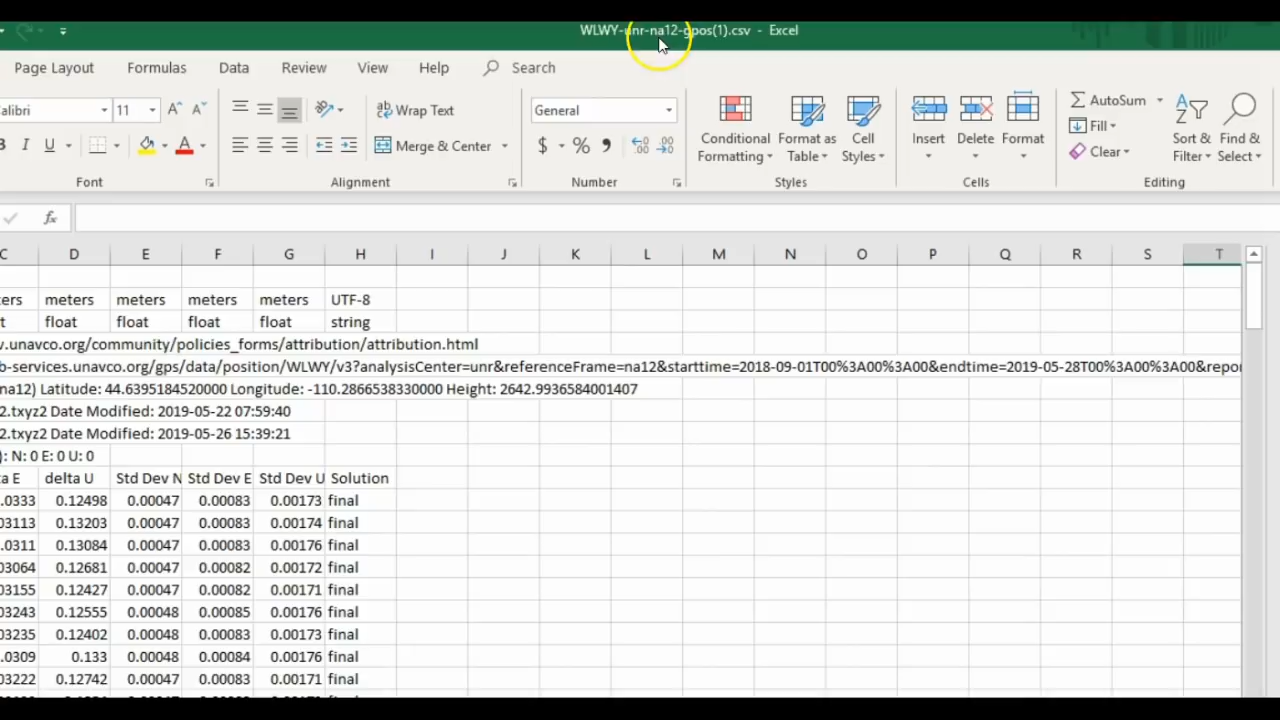 WLWY-unr-na12-gpos(1).csv - Excel
Page Layout Formulas Data Review View Help Search
Calibri 11 Wrap Text General Conditional Formatting Format as Table Cell Styles Insert Delete Format AutoSum Fill Clear Sort & Filter Find & Select
B I U Merge & Center $ % ,
Font Alignment Number Styles Cells Editing
fx
C D E F G H I J K L M N O P Q R S T
ters meters meters meters meters UTF-8
t float float float float string
v.unavco.org/community/policies_forms/attribution/attribution.html
b-services.unavco.org/gps/data/position/WLWY/v3?analysisCenter=unr&referenceFrame=na12&starttime=2018-09-01T00%3A00%3A00&endtime=2019-05-28T00%3A00%3A00&repor
na12) Latitude: 44.6395184520000 Longitude: -110.2866538330000 Height: 2642.9936584001407
2.txyz2 Date Modified: 2019-05-22 07:59:40
2.txyz2 Date Modified: 2019-05-26 15:39:21
): N: 0 E: 0 U: 0
ta E delta U Std Dev N Std Dev E Std Dev U Solution
.0333 0.12498 0.00047 0.00083 0.00173 final
03113 0.13203 0.00047 0.00083 0.00174 final
.0311 0.13084 0.00047 0.00083 0.00176 final
03064 0.12681 0.00047 0.00082 0.00172 final
03155 0.12427 0.00047 0.00082 0.00171 final
03243 0.12555 0.00048 0.00085 0.00176 final
03235 0.12402 0.00048 0.00083 0.00173 final
.0309 0.133 0.00048 0.00084 0.00176 final
03222 0.12742 0.00047 0.00083 0.00171 final